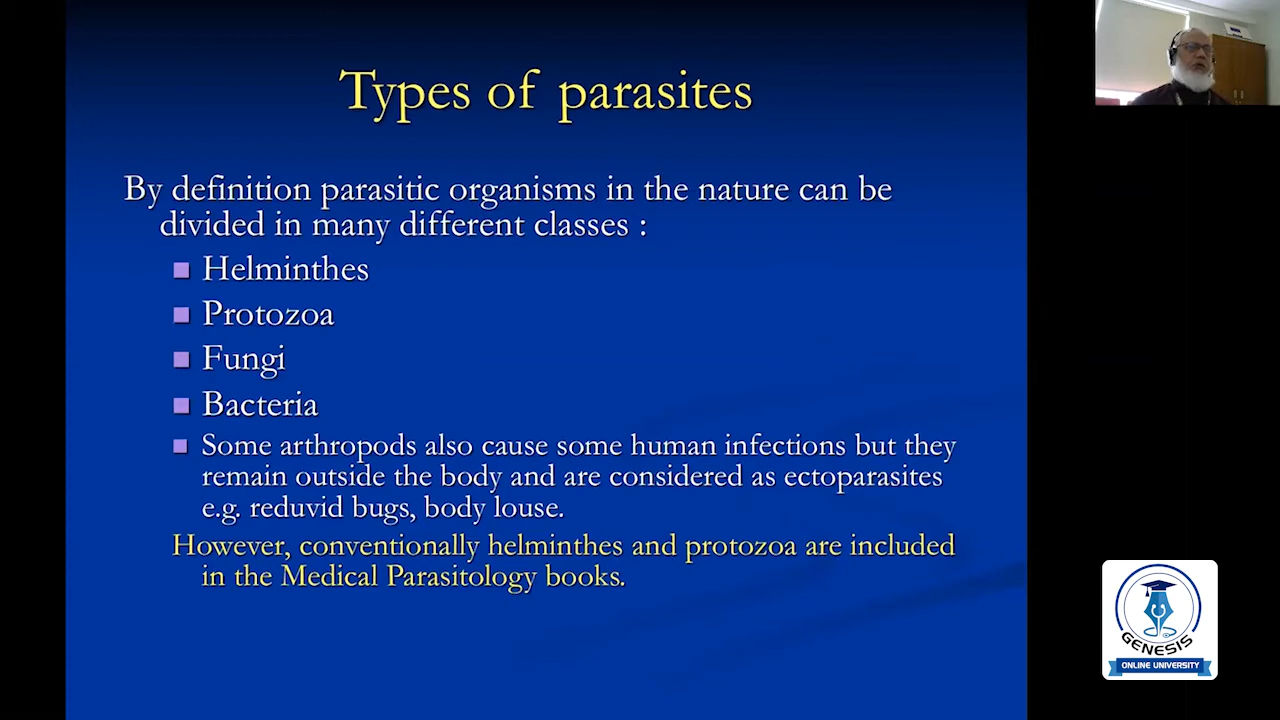 Types of parasites
By definition parasitic organisms in the nature can be
divided in many different classes :
Helminthes
Protozoa
Fungi
Bacteria
Some arthropods also cause some human infections but they
remain outside the body and are considered as ectoparasites
e.g. reduvid bugs, body louse.
However, conventionally helminthes and protozoa are included
in the Medical Parasitology books.
GENESIS
ONLINE UNIVERSITY